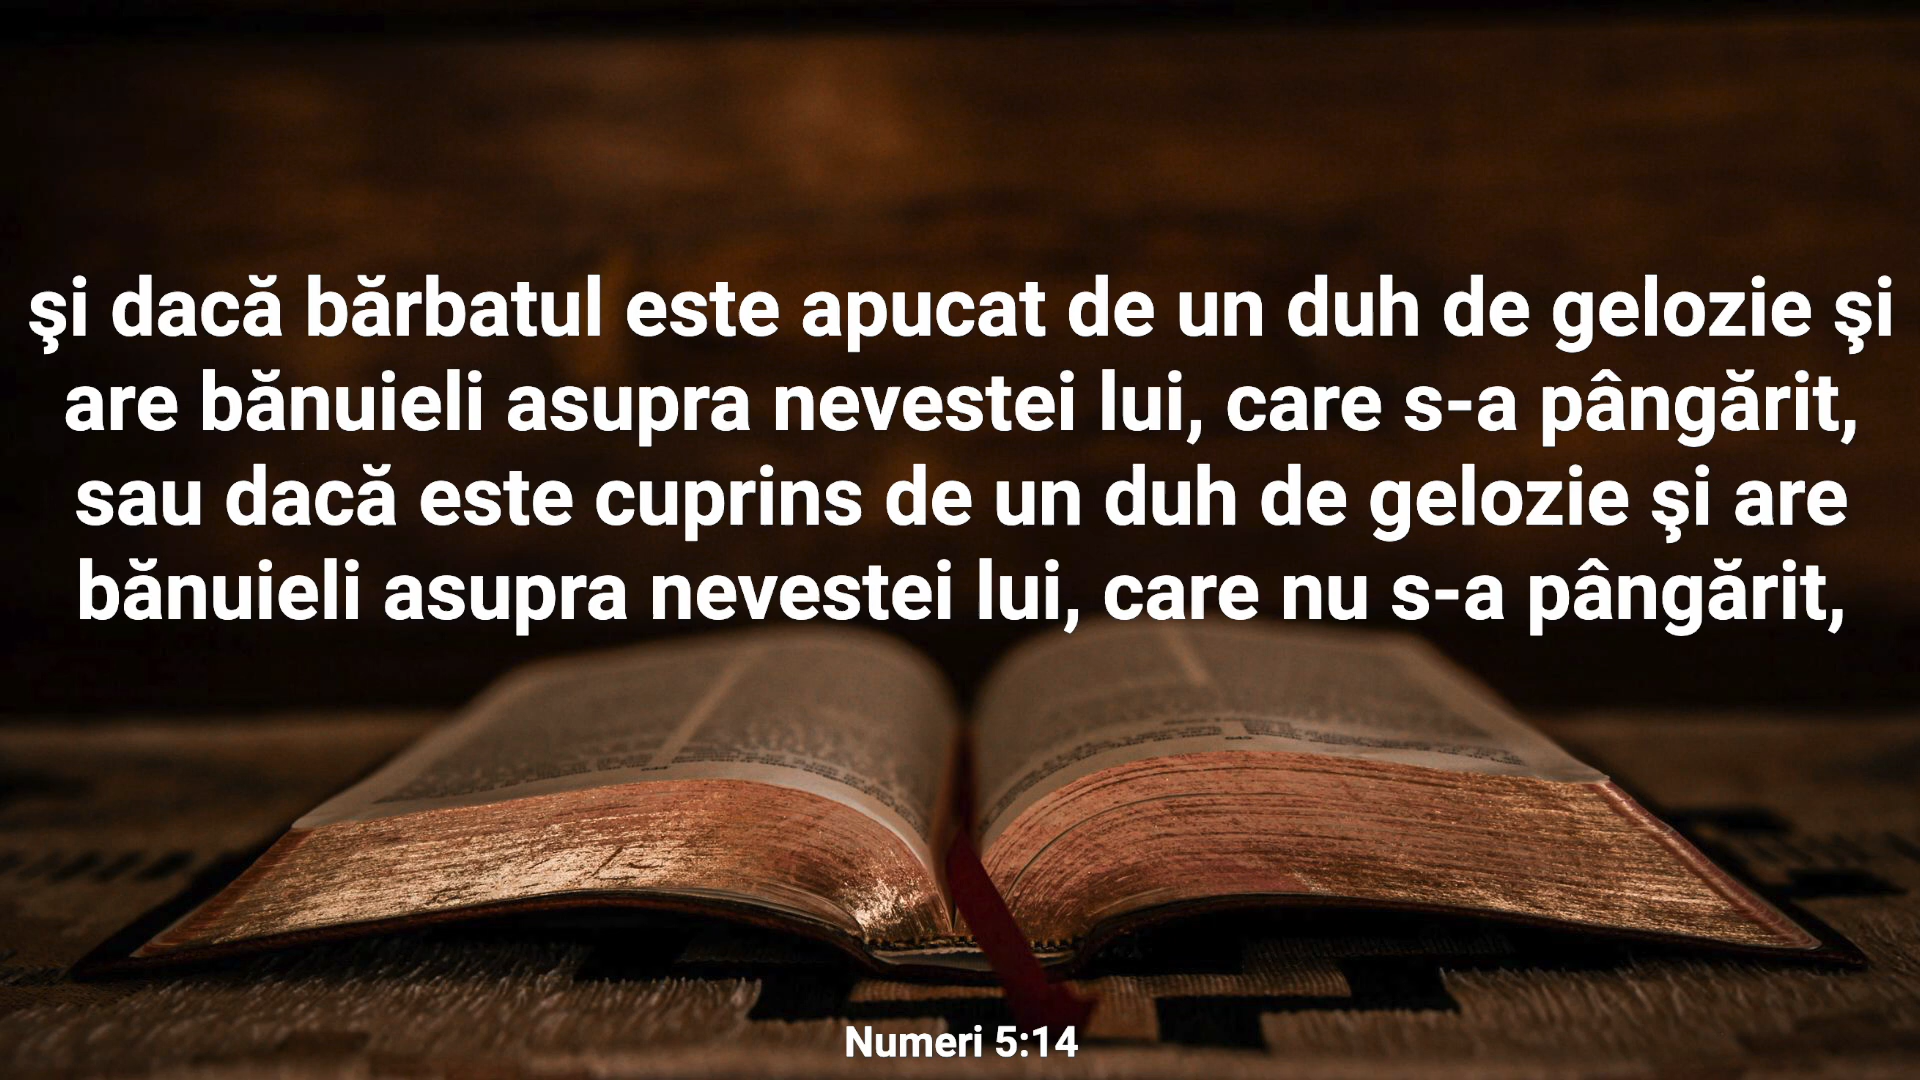 şi dacă bărbatul este apucat de un duh de gelozie şi
are bănuieli asupra nevestei lui, care s-a pângărit,
sau dacă este cuprins de un duh de gelozie şi are
bănuieli asupra nevestei lui, care nu s-a pângărit,
Numeri 5:14